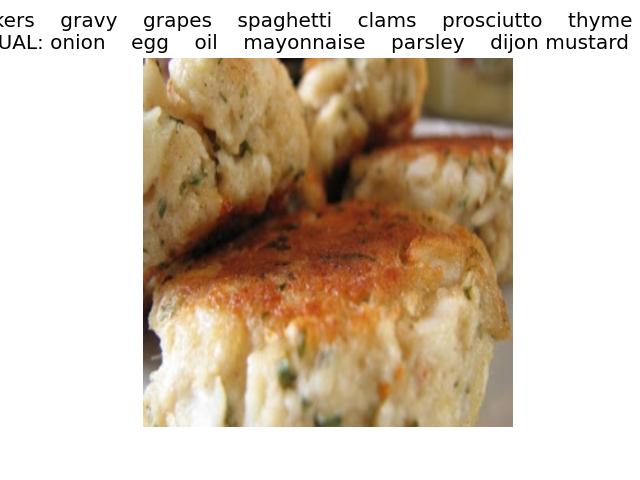 kers gravy grapes spaghetti clams prosciutto thyme
UAL: onion egg oil mayonnaise parsley dijon mustard